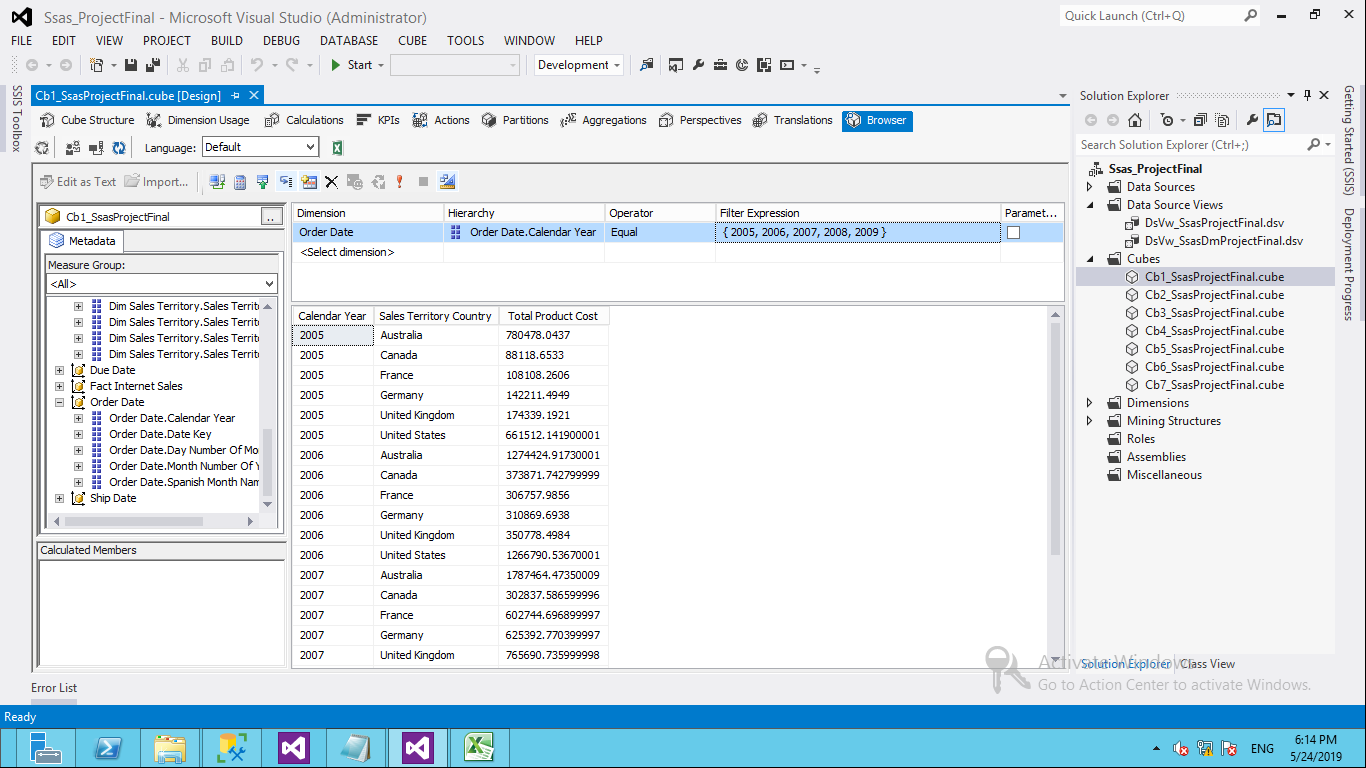 Ssas_ProjectFinal - Microsoft Visual Studio (Administrator)
Quick Launch (Ctrl+Q)
FILE EDIT VIEW PROJECT BUILD DEBUG DATABASE CUBE TOOLS WINDOW HELP
Start
Development
SSIS Toolbox
Cb1_SsasProjectFinal.cube [Design]
Cube Structure Dimension Usage Calculations KPIs Actions Partitions Aggregations Perspectives Translations Browser
Language: Default
Edit as Text Import...
Cb1_SsasProjectFinal ..
Metadata
Measure Group:
<All>
Dim Sales Territory.Sales Territ
Dim Sales Territory.Sales Territ
Dim Sales Territory.Sales Territ
Dim Sales Territory.Sales Territ
Due Date
Fact Internet Sales
Order Date
Order Date.Calendar Year
Order Date.Date Key
Order Date.Day Number Of Mo
Order Date.Month Number Of Y
Order Date.Spanish Month Nam
Ship Date
Calculated Members
Dimension Hierarchy Operator Filter Expression Paramet...
Order Date Order Date.Calendar Year Equal { 2005, 2006, 2007, 2008, 2009 }
<Select dimension>
Calendar Year Sales Territory Country Total Product Cost
2005 Australia 780478.0437
2005 Canada 88118.6533
2005 France 108108.2606
2005 Germany 142211.4949
2005 United Kingdom 174339.1921
2005 United States 661512.141900001
2006 Australia 1274424.91730001
2006 Canada 373871.742799999
2006 France 306757.9856
2006 Germany 310869.6938
2006 United Kingdom 350778.4984
2006 United States 1266790.53670001
2007 Australia 1787464.47350009
2007 Canada 302837.586599996
2007 France 602744.696899997
2007 Germany 625392.770399997
2007 United Kingdom 765690.735999998
Solution Explorer
Search Solution Explorer (Ctrl+;)
Ssas_ProjectFinal
Data Sources
Data Source Views
DsVw_SsasProjectFinal.dsv
DsVw_SsasDmProjectFinal.dsv
Cubes
Cb1_SsasProjectFinal.cube
Cb2_SsasProjectFinal.cube
Cb3_SsasProjectFinal.cube
Cb4_SsasProjectFinal.cube
Cb5_SsasProjectFinal.cube
Cb6_SsasProjectFinal.cube
Cb7_SsasProjectFinal.cube
Dimensions
Mining Structures
Roles
Assemblies
Miscellaneous
Solution Explorer Class View
Getting Started (SSIS)
Deployment Progress
Activate Windows
Go to Action Center to activate Windows.
Error List
Ready
ENG
6:14 PM
5/24/2019